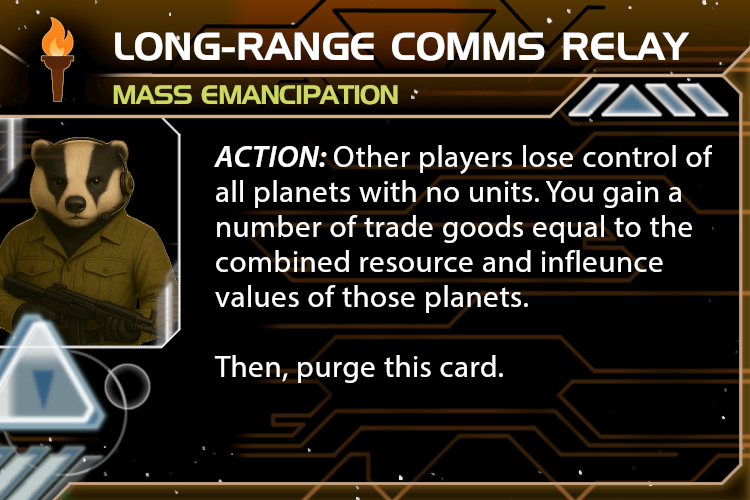 LONG-RANGE COMMS RELAY
MASS EMANCIPATION
ACTION: Other players lose control of
all planets with no units. You gain a
number of trade goods equal to the
combined resource and infleunce
values of those planets.
Then, purge this card.